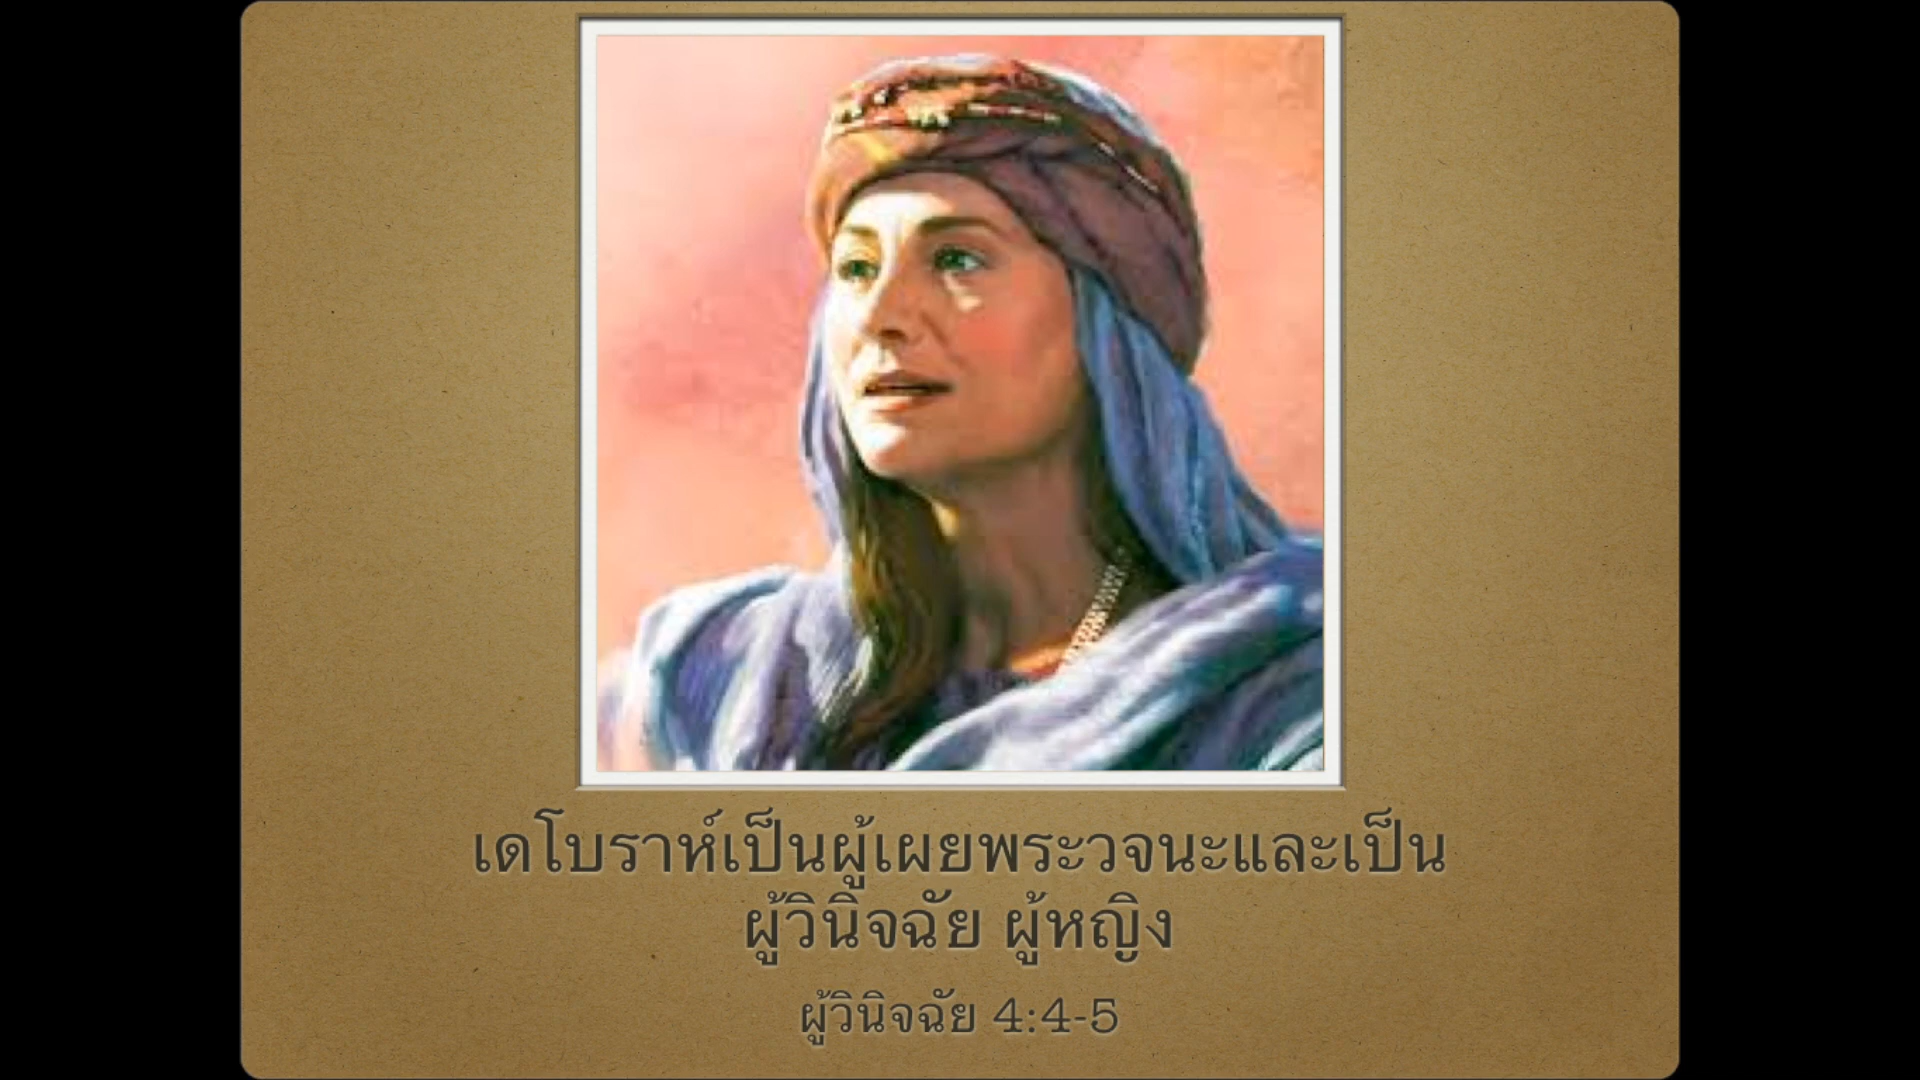 เดโบราห์เป็นผู้เผยพระวจนะและเป็น
ผู้วินิจฉัย ผู้หญิง
ผู้วินิจฉัย 4:4-5